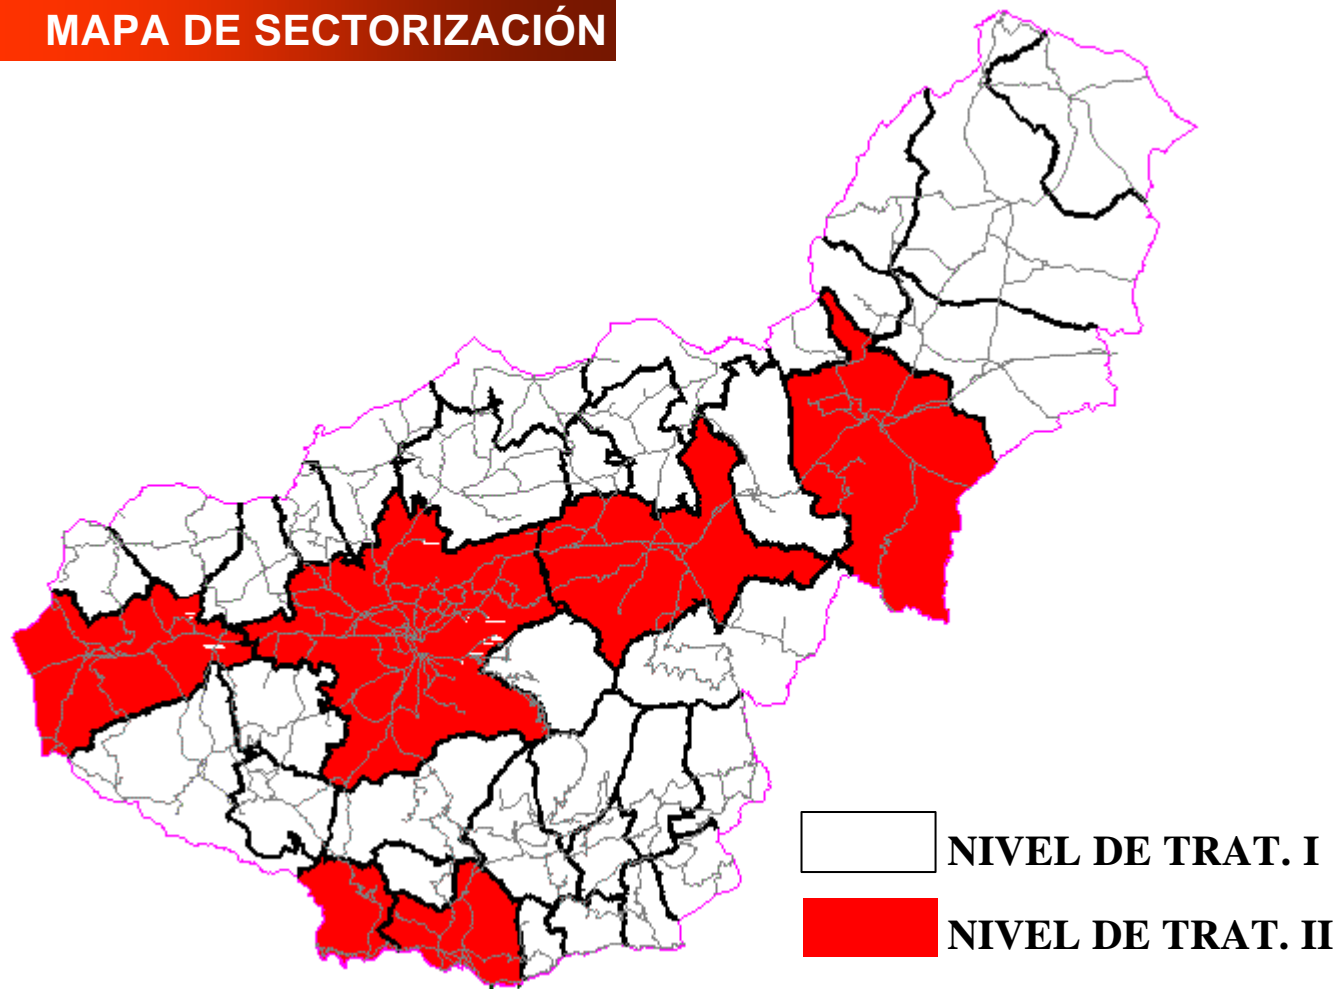 MAPA DE SECTORIZACIÓN
NIVEL DE TRAT. I
NIVEL DE TRAT. II